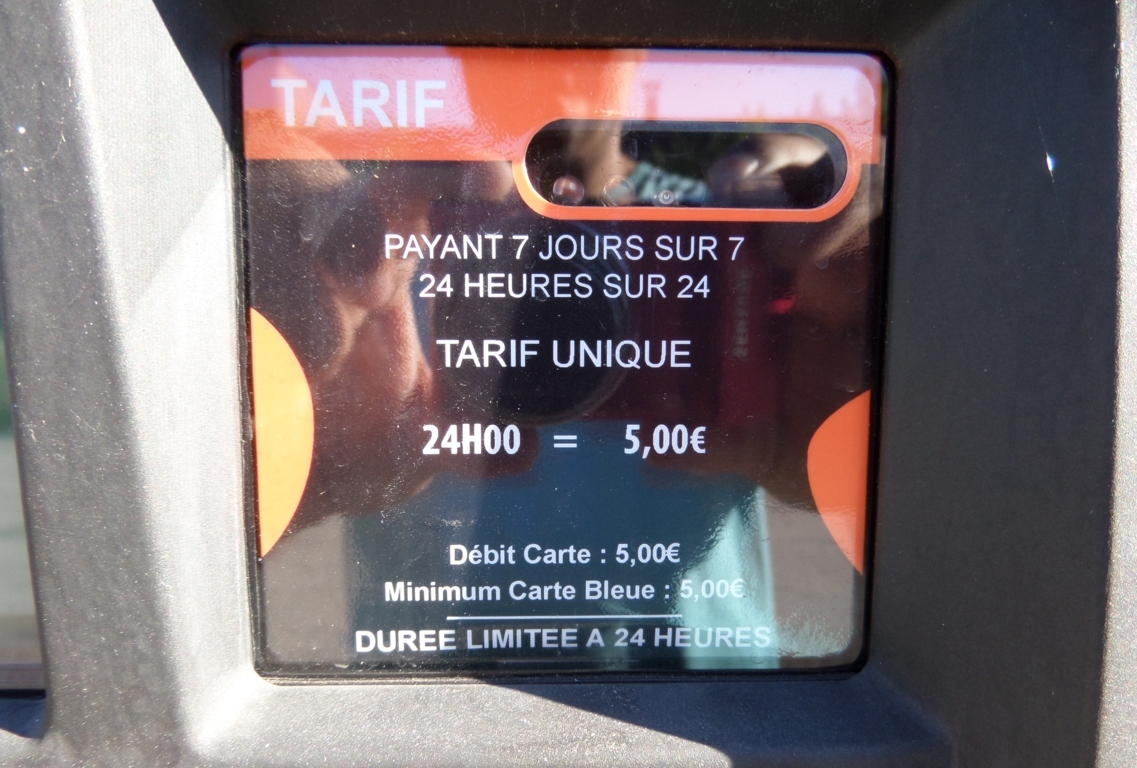 TARIF
PAYANT 7 JOURS SUR 7
24 HEURES SUR 24
TARIF UNIQUE
24H00 = 5,00€
Débit Carte : 5,00€
Minimum Carte Bleue : 5,00€
DUREE LIMITEE A 24 HEURES